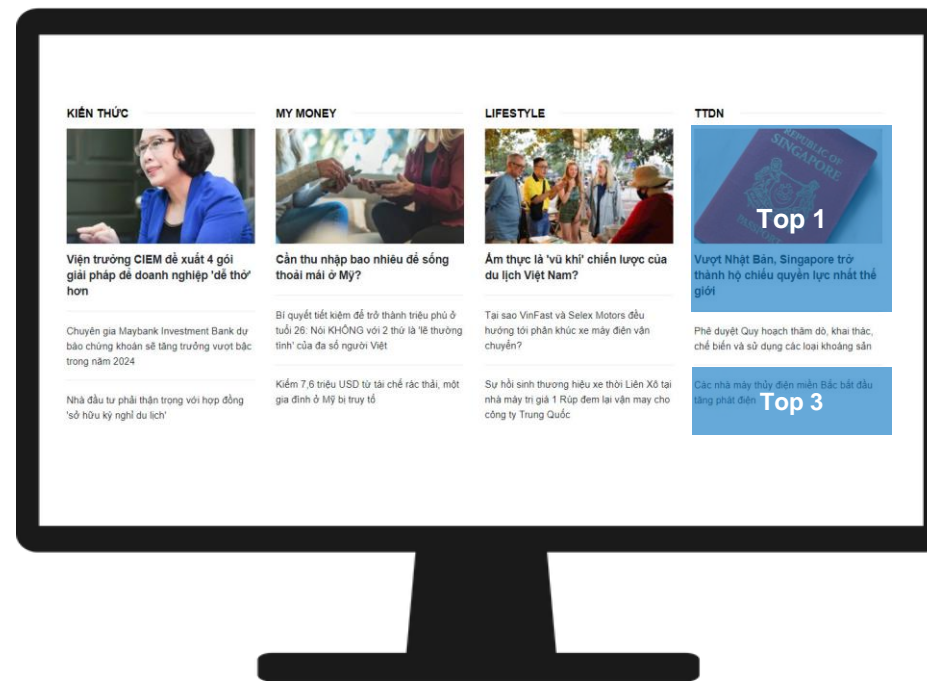 KIẾN THỨC
Viện trưởng CIEM đề xuất 4 gói
giải pháp để doanh nghiệp 'dễ thở'
hơn
Chuyên gia Maybank Investment Bank dự
báo chứng khoán sẽ tăng trưởng vượt bậc
trong năm 2024
Nhà đầu tư phải thận trọng với hợp đồng
'sở hữu kỳ nghỉ du lịch'
MY MONEY
Cần thu nhập bao nhiêu để sống
thoải mái ở Mỹ?
Bí quyết tiết kiệm để trở thành triệu phú ở
tuổi 26: Nói KHÔNG với 2 thứ là 'lẽ thường
tình' của đa số người Việt
Kiếm 7,6 triệu USD từ tái chế rác thải, một
gia đình ở Mỹ bị truy tố
LIFESTYLE
Ẩm thực là 'vũ khí' chiến lược của
du lịch Việt Nam?
Tại sao VinFast và Selex Motors đều
hướng tới phân khúc xe máy điện vận
chuyển?
Sự hồi sinh thương hiệu xe thời Liên Xô tại
nhà máy trị giá 1 Rúp đem lại vận may cho
công ty Trung Quốc
TTDN
REPUBLIC OF
SINGAPORE
Top 1
Vượt Nhật Bản, Singapore trở
thành hộ chiếu quyền lực nhất thế
giới
Phê duyệt Quy hoạch thăm dò, khai thác,
chế biến và sử dụng các loại khoáng sản
Các nhà máy thủy điện miền Bắc bắt đầu
tăng phát điện
Top 3